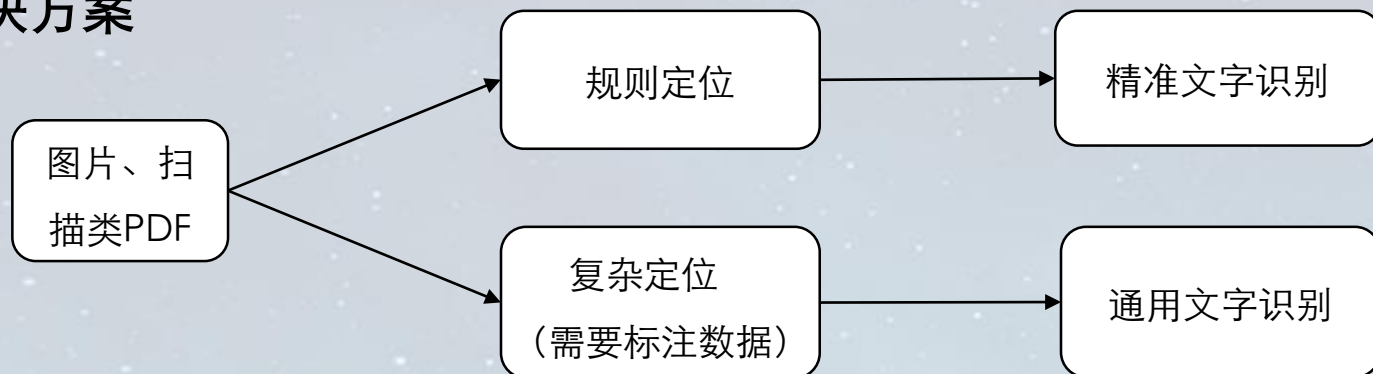 决方案
规则定位
精准文字识别
图片、扫
描类PDF
复杂定位
（需要标注数据）
通用文字识别